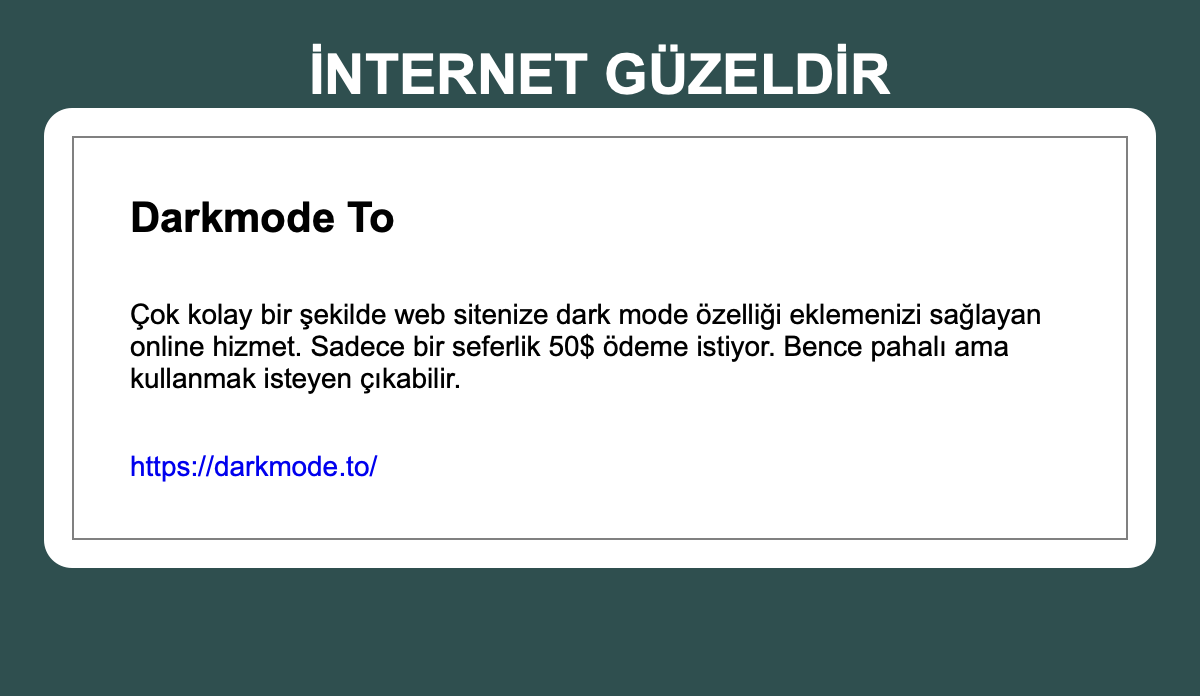 İNTERNET GÜZELDİR
Darkmode To
Çok kolay bir şekilde web sitenize dark mode özelliği eklemenizi sağlayan
online hizmet. Sadece bir seferlik 50$ ödeme istiyor. Bence pahalı ama
kullanmak isteyen çıkabilir.
https://darkmode.to/